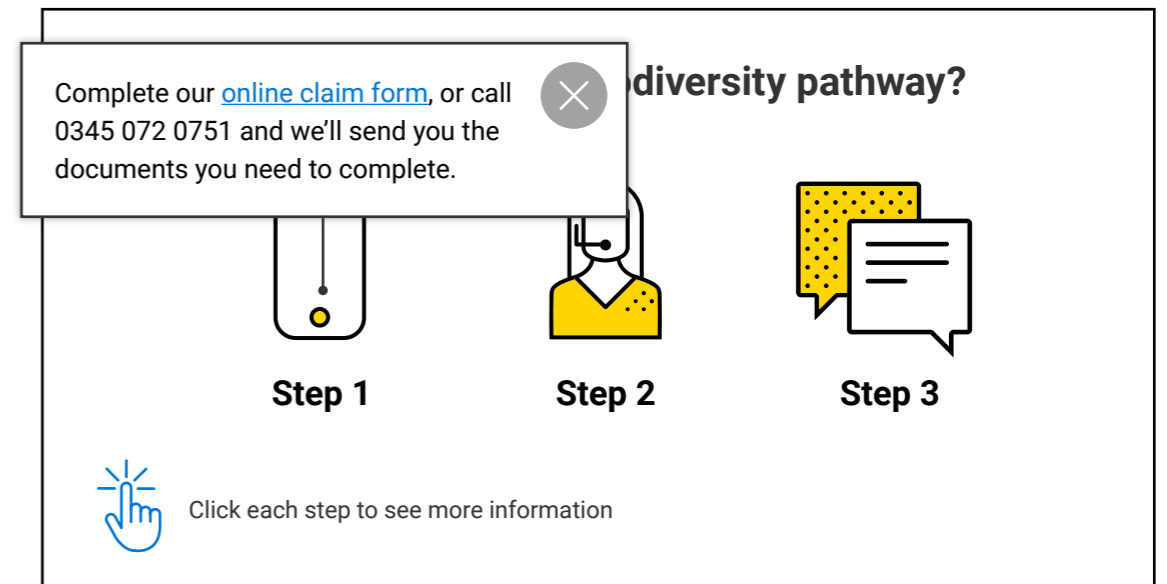 diversity pathway?
Complete our online claim form, or call
0345 072 0751 and we’ll send you the
documents you need to complete.
Step 1
Step 2
Step 3
Click each step to see more information